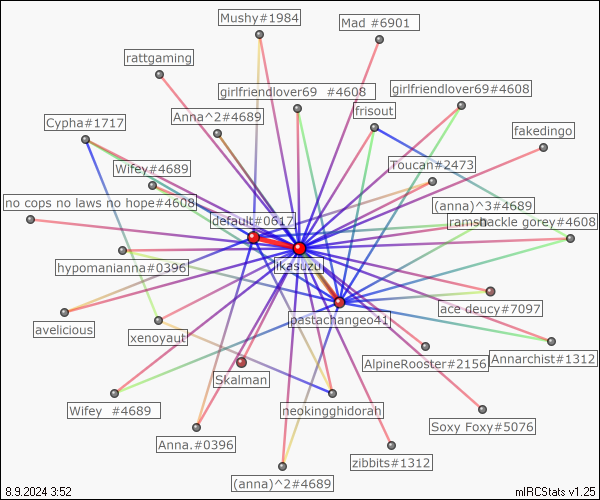 Mushy#1984
Mad #6901
rattgaming
girlfriendlover69 #4608
girlfriendlover69#4608
Anna^2#4689
frisout
Cypha#1717
fakedingo
Wifey#4689
Toucan#2473
no cops no laws no hope#4608
(anna)^3#4689
default#0617
ramshackle gorey#4608
ikasuzu
hypomanianna#0396
ace deucy#7097
pastachangeo41
avelicious
xenoyaut
Annarchist#1312
AlpineRooster#2156
Skalman
Wifey #4689
neokingghidorah
Soxy Foxy#5076
Anna.#0396
zibbits#1312
(anna)^2#4689
8.9.2024 3:52
mIRCStats v1.25